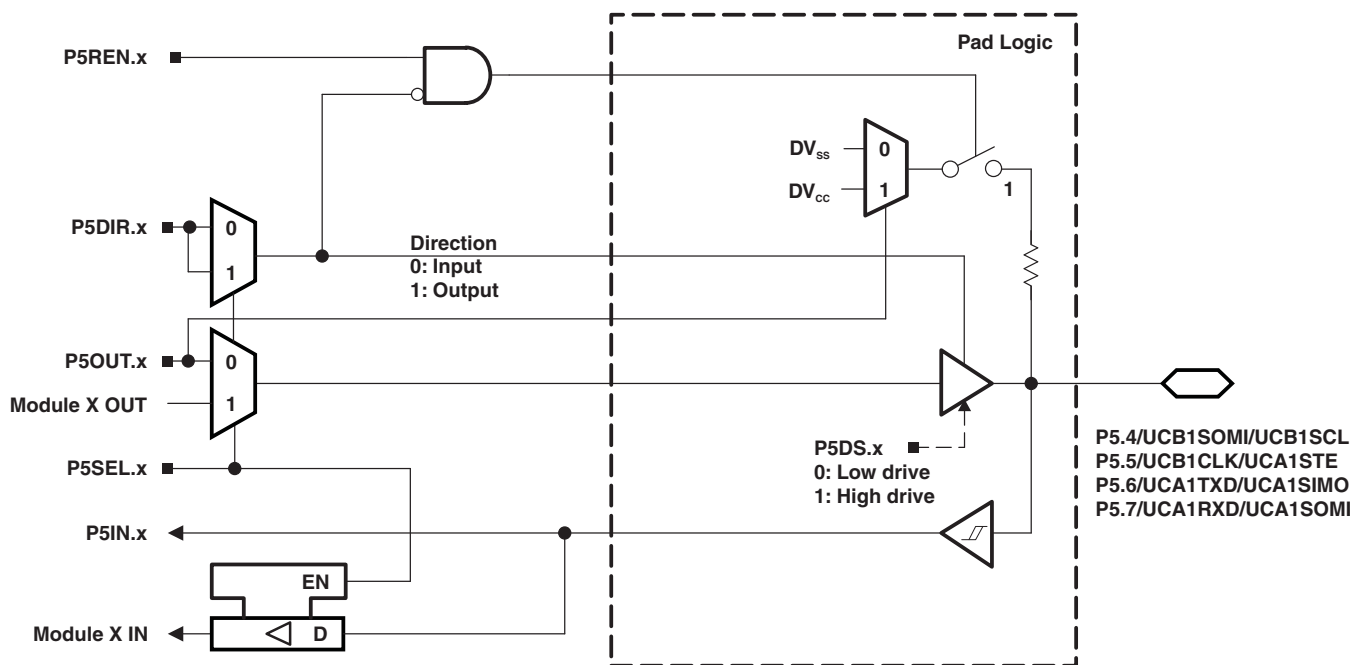 Pad Logic
P5REN.x
DVSS
0
DVCC
1
1
P5DIR.x
0
1
Direction
0: Input
1: Output
P5OUT.x
0
Module X OUT
1
P5DS.x
0: Low drive
1: High drive
P5.4/UCB1SOMI/UCB1SCL
P5.5/UCB1CLK/UCA1STE
P5.6/UCA1TXD/UCA1SIMO
P5.7/UCA1RXD/UCA1SOMI
P5SEL.x
P5IN.x
EN
Module X IN
D